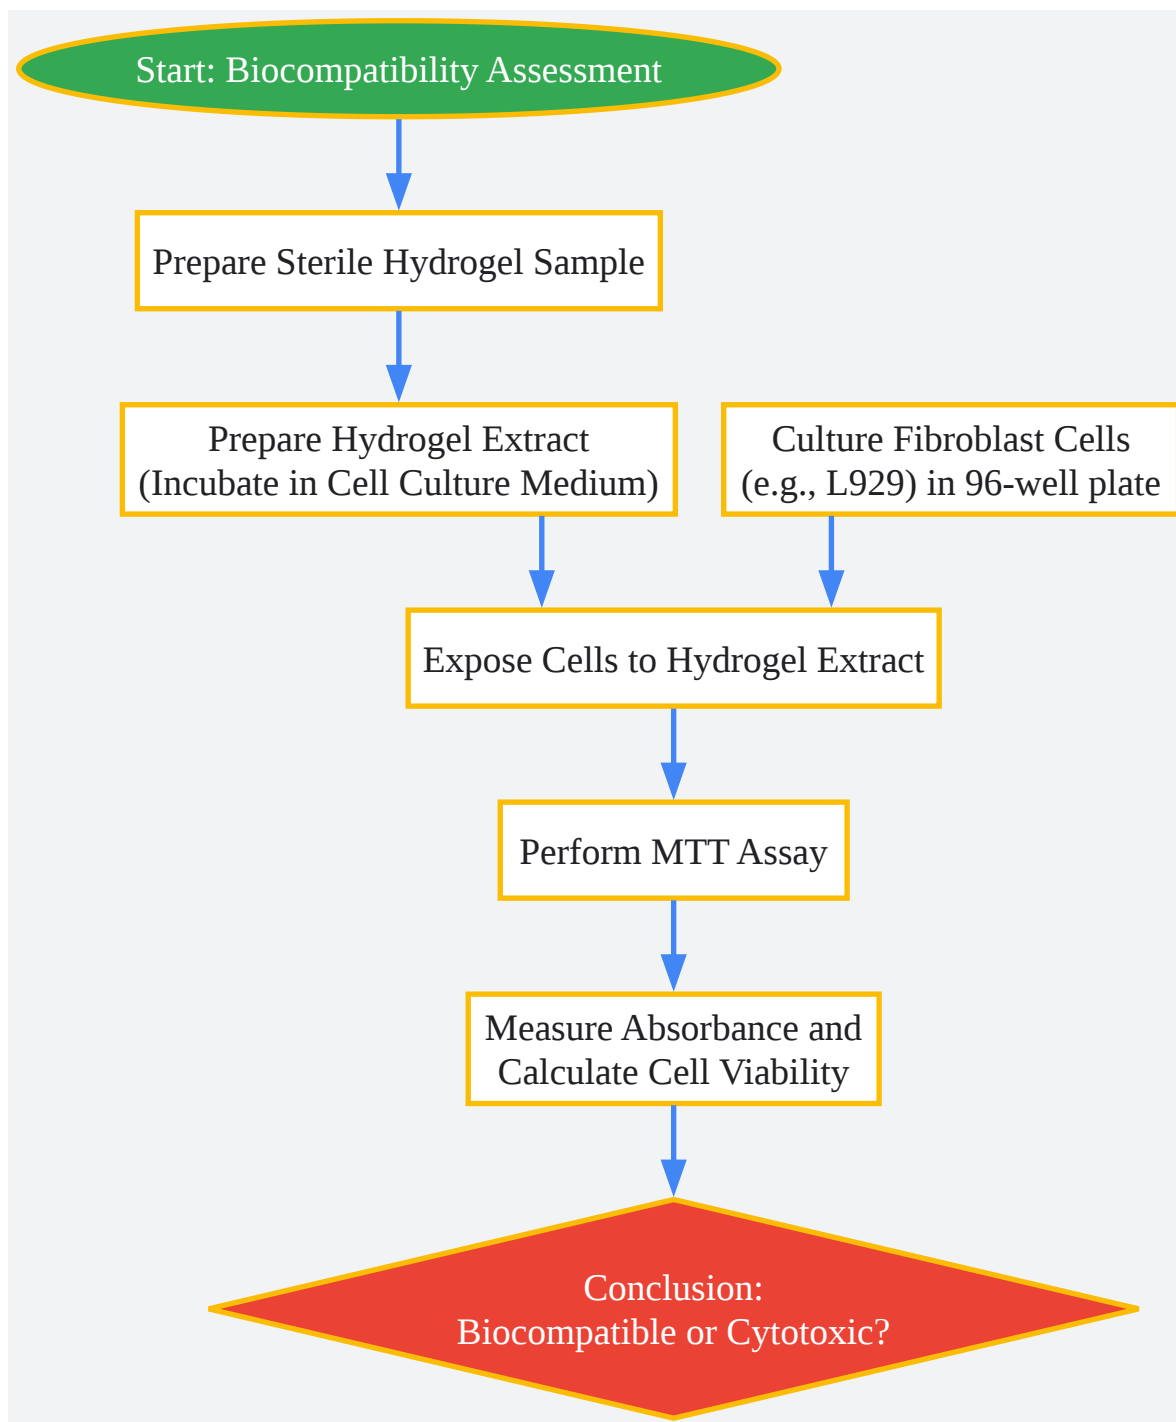 Start: Biocompatibility Assessment
Prepare Sterile Hydrogel Sample
Prepare Hydrogel Extract
(Incubate in Cell Culture Medium)
Culture Fibroblast Cells
(e.g., L929) in 96-well plate
Expose Cells to Hydrogel Extract
Perform MTT Assay
Measure Absorbance and
Calculate Cell Viability
Conclusion:
Biocompatible or Cytotoxic?